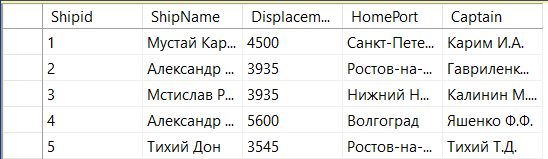 Shipid ShipName Displacem... HomePort Captain
1 Мустай Кар... 4500 Санкт-Пете... Карим И.А.
2 Александр ... 3935 Ростов-на-... Гавриленк...
3 Мстислав Р... 3935 Нижний Н... Калинин М....
4 Александр ... 5600 Волгоград Яшенко Ф.Ф.
5 Тихий Дон 3545 Ростов-на-... Тихий Т.Д.